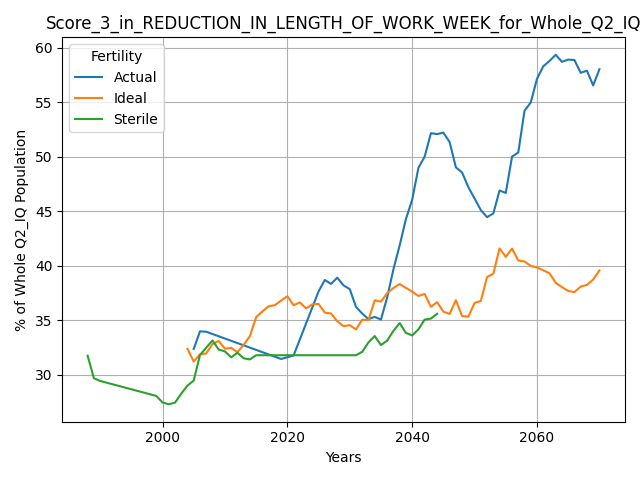 Score_3_in_REDUCTION_IN_LENGTH_OF_WORK_WEEK_for_Whole_Q2_IQ
Fertility
Actual
Ideal
Sterile
% of Whole Q2_IQ Population
60
55
50
45
40
35
30
2000
2020
2040
2060
Years